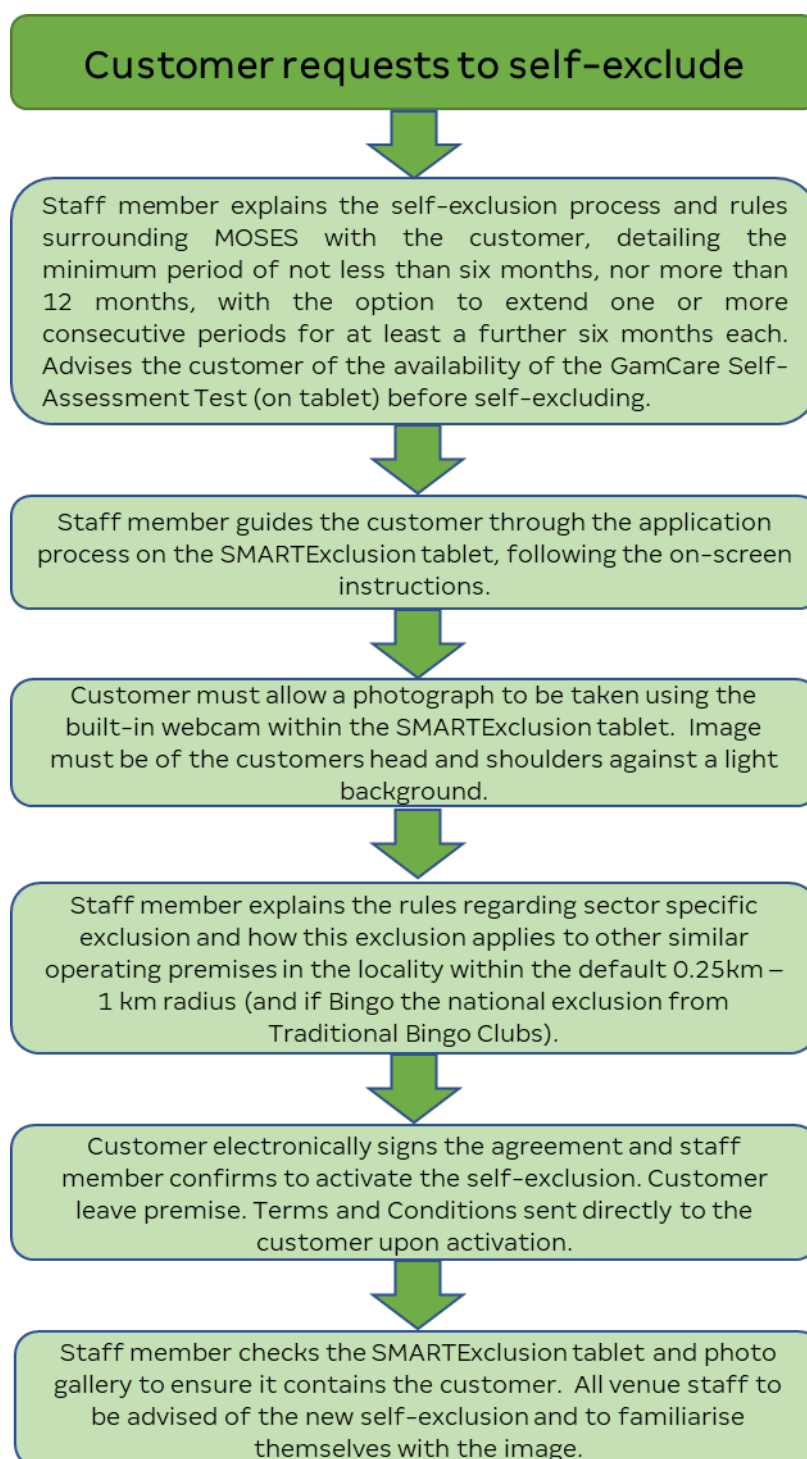 Customer requests to self-exclude
Staff member explains the self-exclusion process and rules
surrounding MOSES with the customer, detailing the
minimum period of not less than six months, nor more than
12 months, with the option to extend one or more
consecutive periods for at least a further six months each.
Advises the customer of the availability of the GamCare Self-
Assessment Test (on tablet) before self-excluding.
Staff member guides the customer through the application
process on the SMARTExclusion tablet, following the on-screen
instructions.
Customer must allow a photograph to be taken using the
built-in webcam within the SMARTExclusion tablet. Image
must be of the customers head and shoulders against a light
background.
Staff member explains the rules regarding sector specific
exclusion and how this exclusion applies to other similar
operating premises in the locality within the default 0.25km –
1 km radius (and if Bingo the national exclusion from
Traditional Bingo Clubs).
Customer electronically signs the agreement and staff
member confirms to activate the self-exclusion. Customer
leave premise. Terms and Conditions sent directly to the
customer upon activation.
Staff member checks the SMARTExclusion tablet and photo
gallery to ensure it contains the customer. All venue staff to
be advised of the new self-exclusion and to familiarise
themselves with the image.